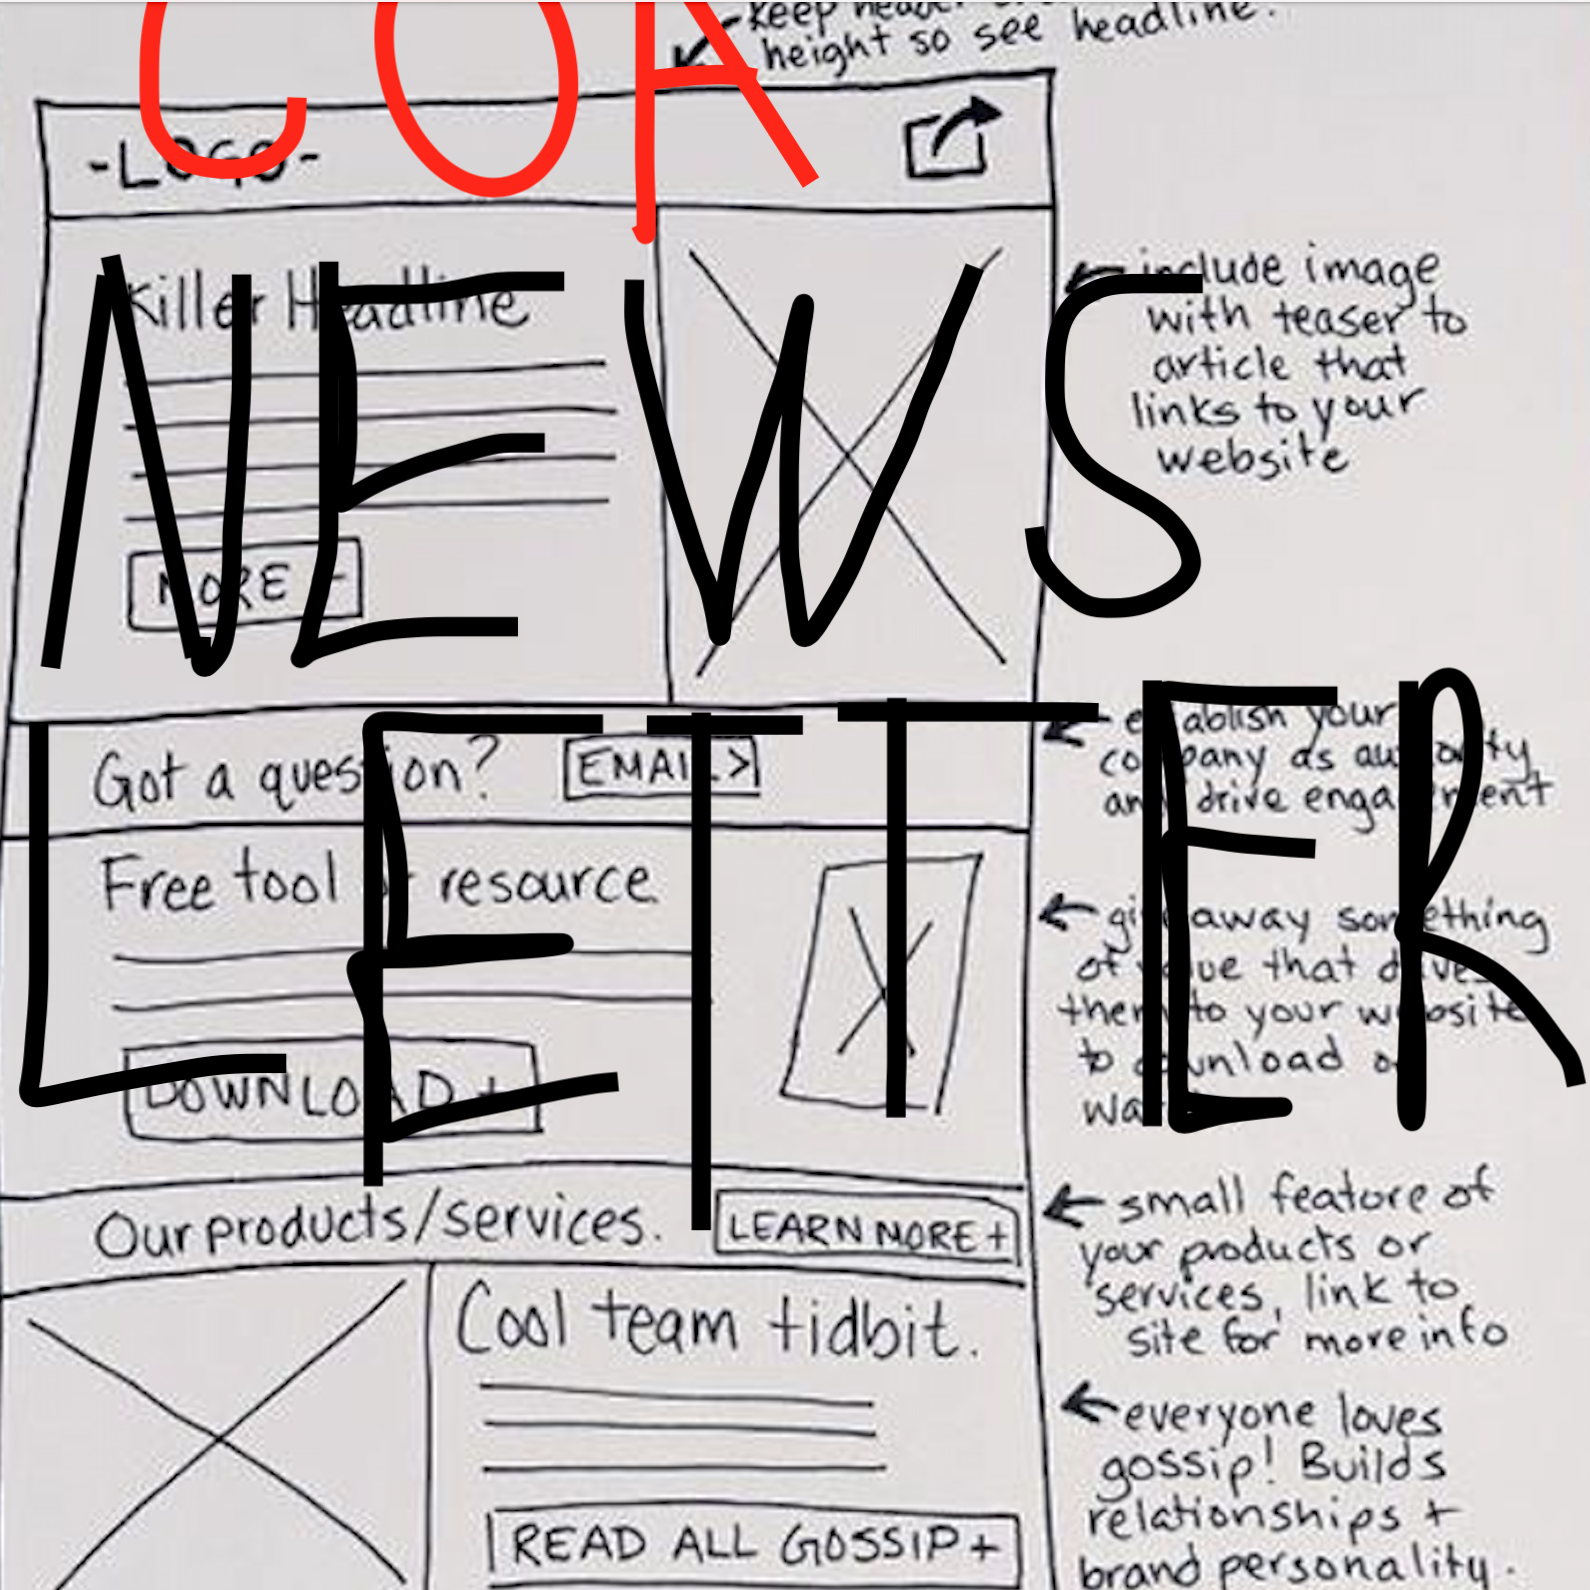 keep header
height so see headline.
-LOGO-
Killer Headline
MORE
include image
with teaser to
article that
links to your
website
NEWS
Got a question?
EMAIL >
establish your
company as authority
and drive engagement
Free tool or resource
DOWNLOAD +
give away something
of value that drives
them to your website
to download or
LETTER
Our products/services.
LEARN MORE +
small feature of
your products or
services, link to
site for more info
Cool team tidbit.
READ ALL GOSSIP +
everyone loves
gossip! Builds
relationships +
brand personality.